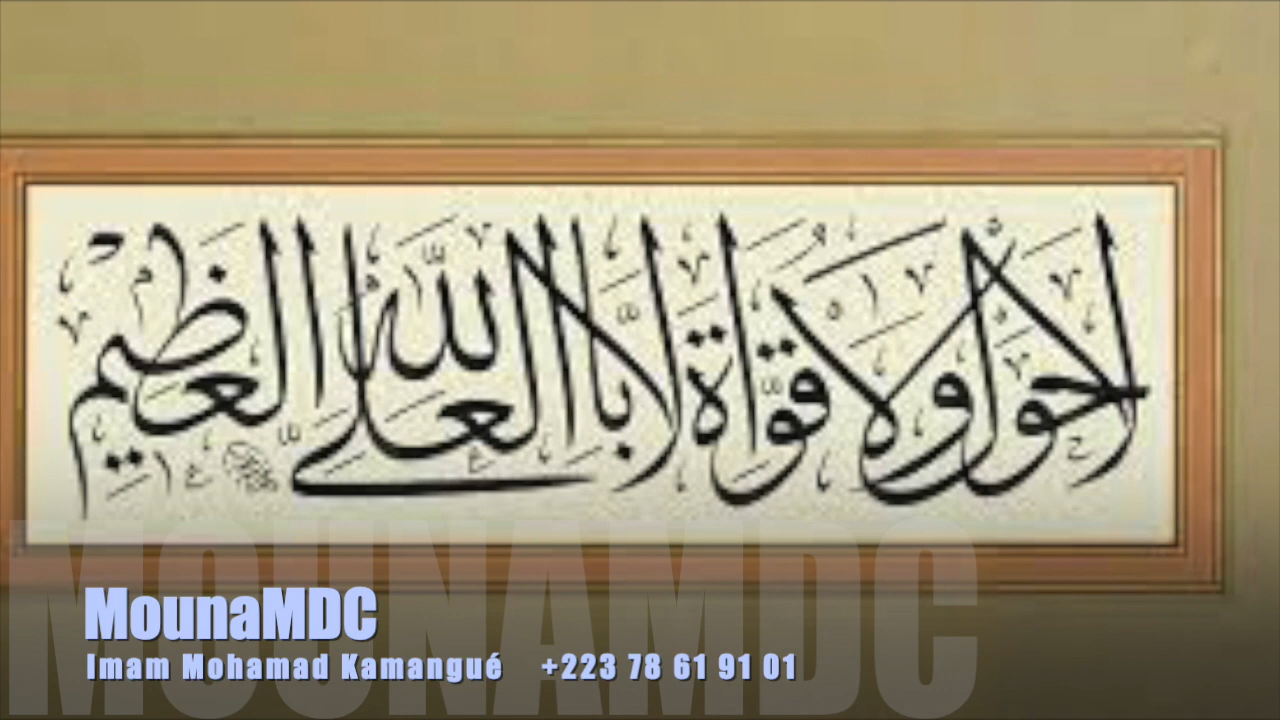 لا حول ولا قوة إلا بالله العلي العظيم
MOUNAMDC
MounaMDC
Imam Mohamad Kamangué +223 78 61 91 01